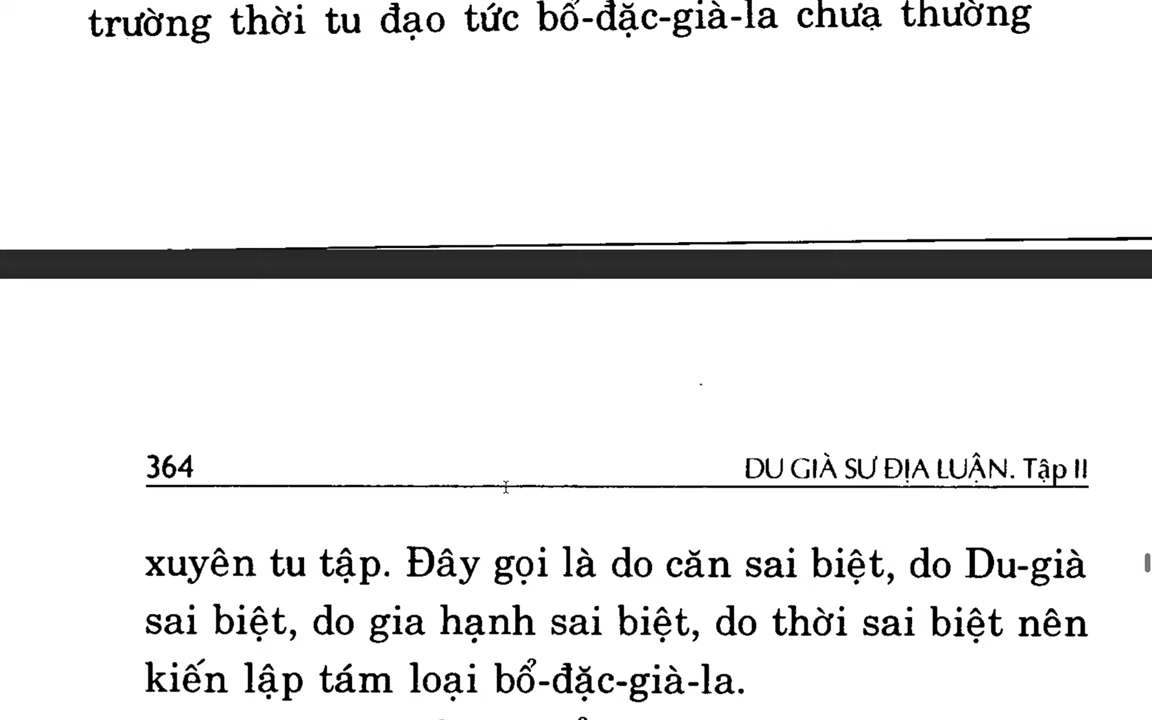 trường thời tu đạo tức bổ-đặc-già-la chưa thường
364 DU GIÀ SƯ ĐỊA LUẬN. Tập II
xuyên tu tập. Đây gọi là do căn sai biệt, do Du-già
sai biệt, do gia hạnh sai biệt, do thời sai biệt nên
kiến lập tám loại bổ-đặc-già-la.